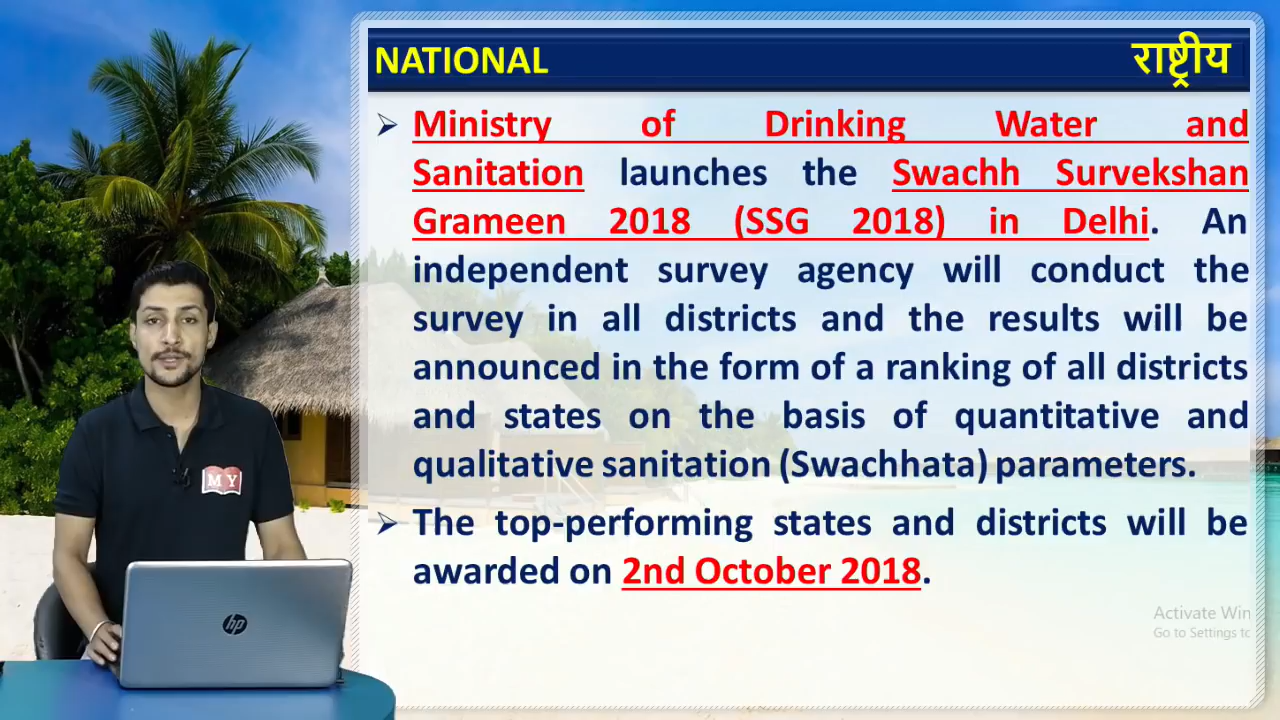 NATIONAL राष्ट्रीय
➢ Ministry of Drinking Water and
Sanitation launches the Swachh Survekshan
Grameen 2018 (SSG 2018) in Delhi. An
independent survey agency will conduct the
survey in all districts and the results will be
announced in the form of a ranking of all districts
and states on the basis of quantitative and
qualitative sanitation (Swachhata) parameters.
➢ The top-performing states and districts will be
awarded on 2nd October 2018.
M Y
hp
Activate Win
Go to Settings to